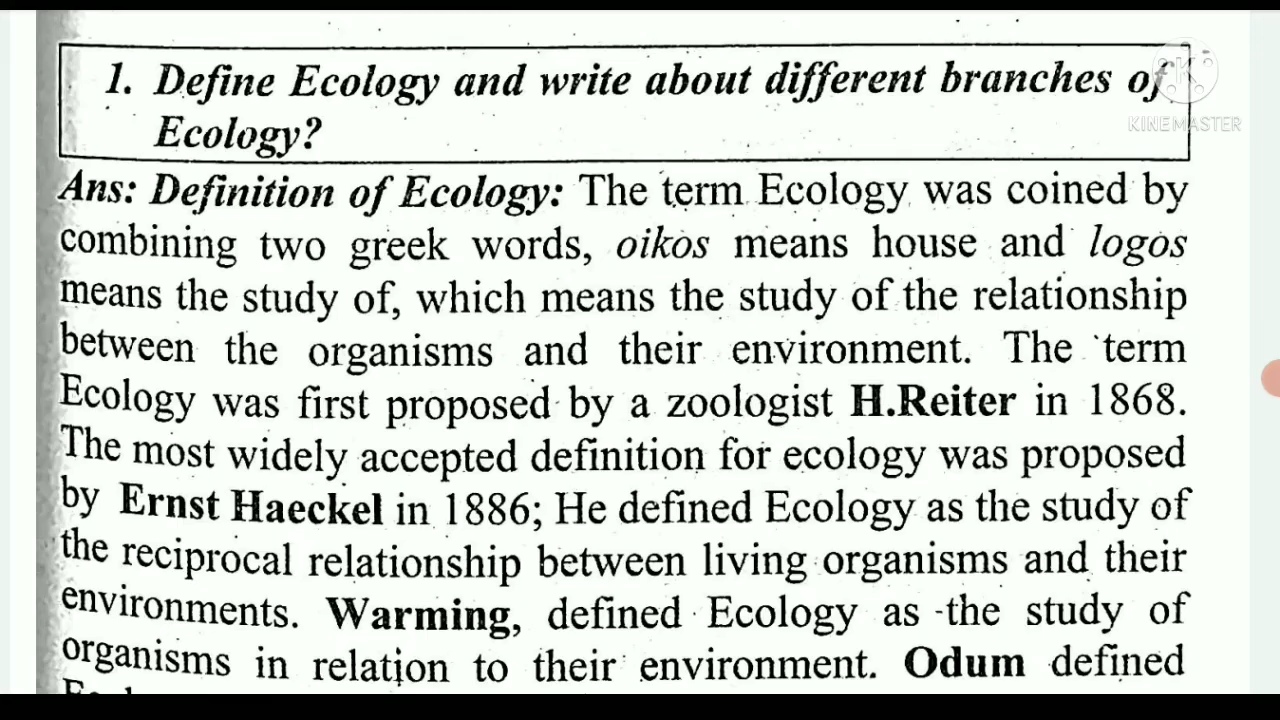 1. Define Ecology and write about different branches of
Ecology?
KINEMASTER
Ans: Definition of Ecology: The term Ecology was coined by
combining two greek words, oikos means house and logos
means the study of, which means the study of the relationship
between the organisms and their environment. The term
Ecology was first proposed by a zoologist H.Reiter in 1868.
The most widely accepted definition for ecology was proposed
by Ernst Haeckel in 1886; He defined Ecology as the study of
the reciprocal relationship between living organisms and their
environments. Warming, defined Ecology as the study of
organisms in relation to their environment. Odum defined